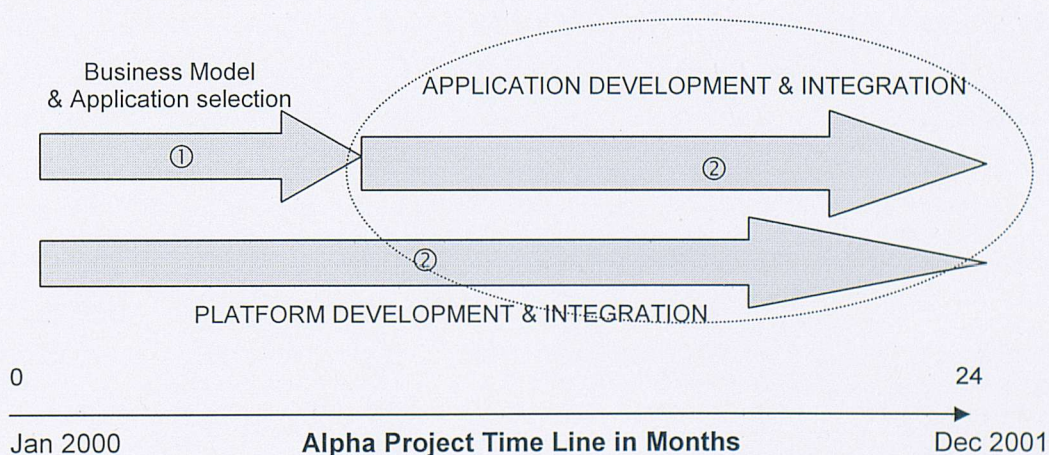 Business Model
& Application selection
APPLICATION DEVELOPMENT & INTEGRATION
①
②
②
PLATFORM DEVELOPMENT & INTEGRATION
0
24
Jan 2000
Alpha Project Time Line in Months
Dec 2001